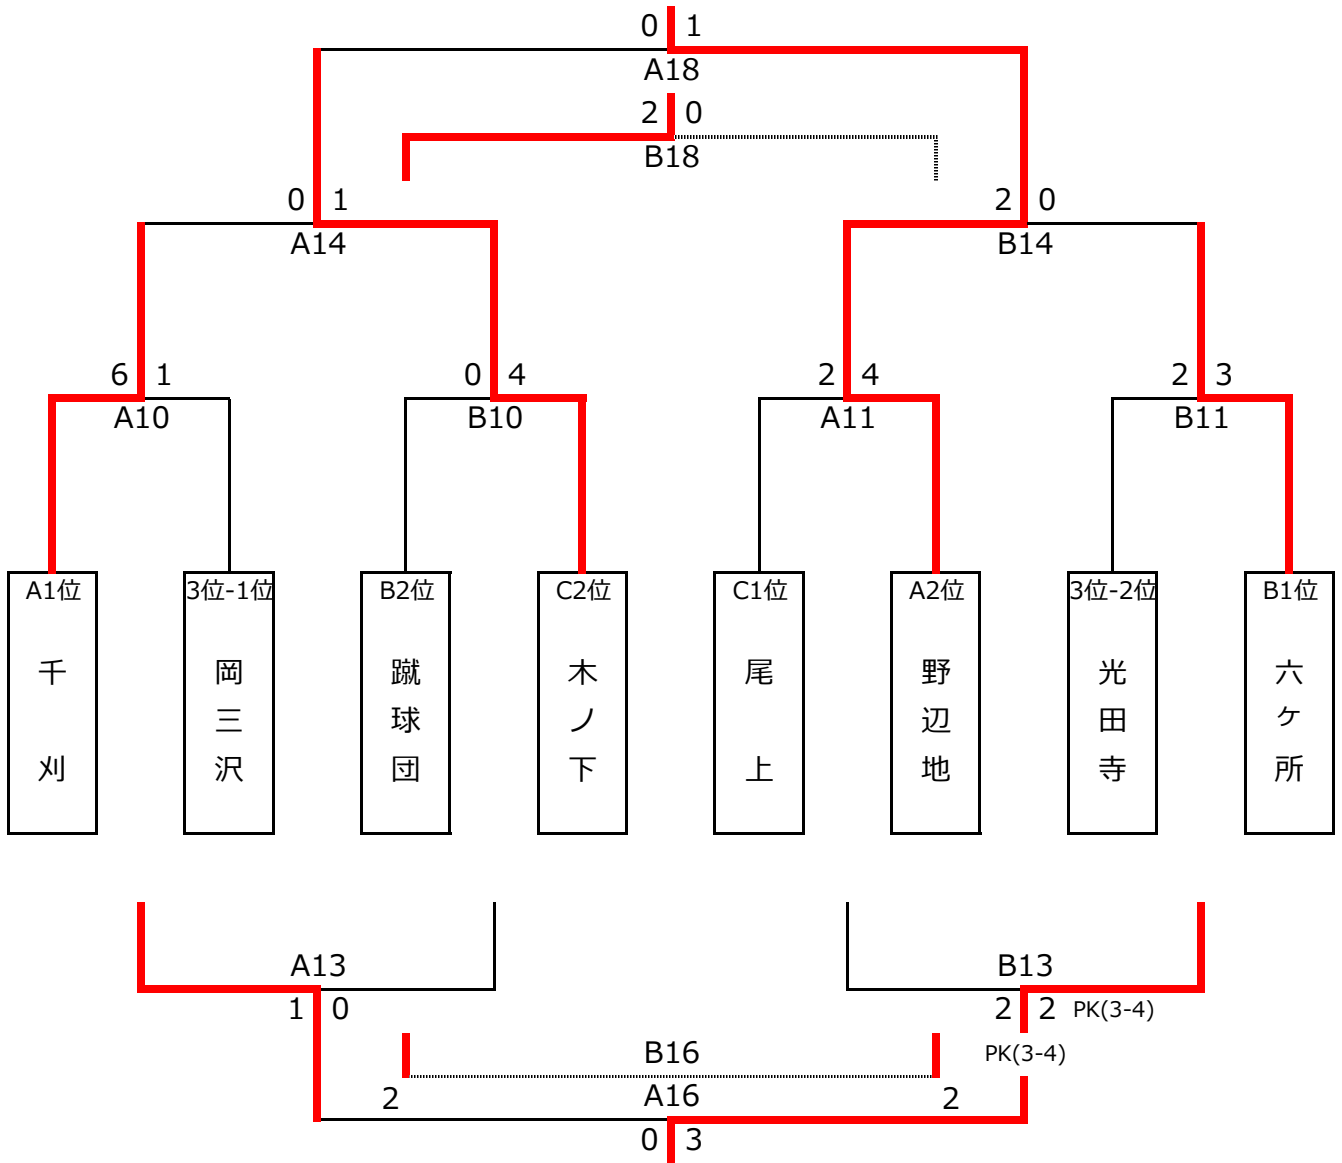 0 1
A18
2 0
B18
0 1
A14
2 0
B14
6 1
A10
0 4
B10
2 4
A11
2 3
B11
A1位
千刈
3位-1位
岡三沢
B2位
蹴球団
C2位
木ノ下
C1位
尾上
A2位
野辺地
3位-2位
光田寺
B1位
六ケ所
A13
1 0
B13
2 2 PK(3-4)
B16
PK(3-4)
2
A16
2
0 3